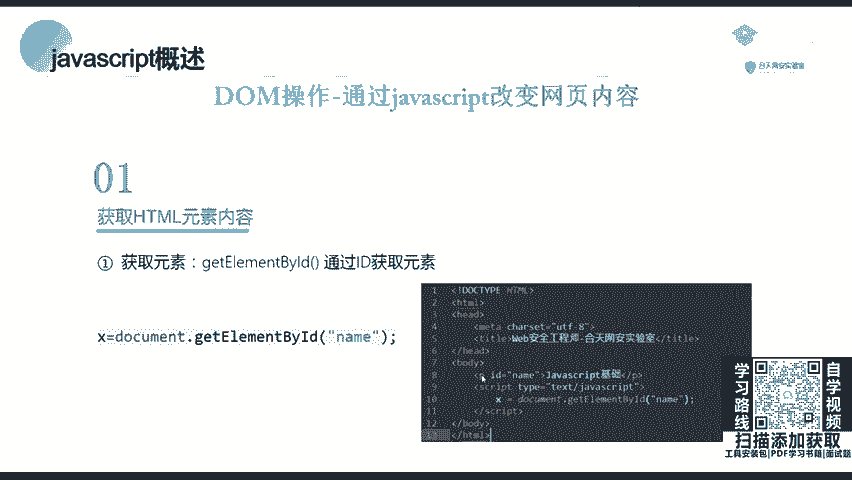 javascript概述
合天网安实验室
DOM操作-通过javascript改变网页内容
01
获取HTML元素内容
① 获取元素：getElementById() 通过ID获取元素
x=document.getElementById("name");
1 <!DOCTYPE HTML>
2 <html>
3 <head>
4 <meta charset="utf-8">
5 <title>Web安全工程师-合天网安实验室</title>
6 </head>
7 <body>
8 <p id="name">Javascript基础</p>
9 <script type="text/javascript">
10 x = document.getElementById("name");
11 </script>
12 </body>
13 </html>
学习路线
自学视频
扫描添加获取
工具安装包|PDF学习书籍|面试题